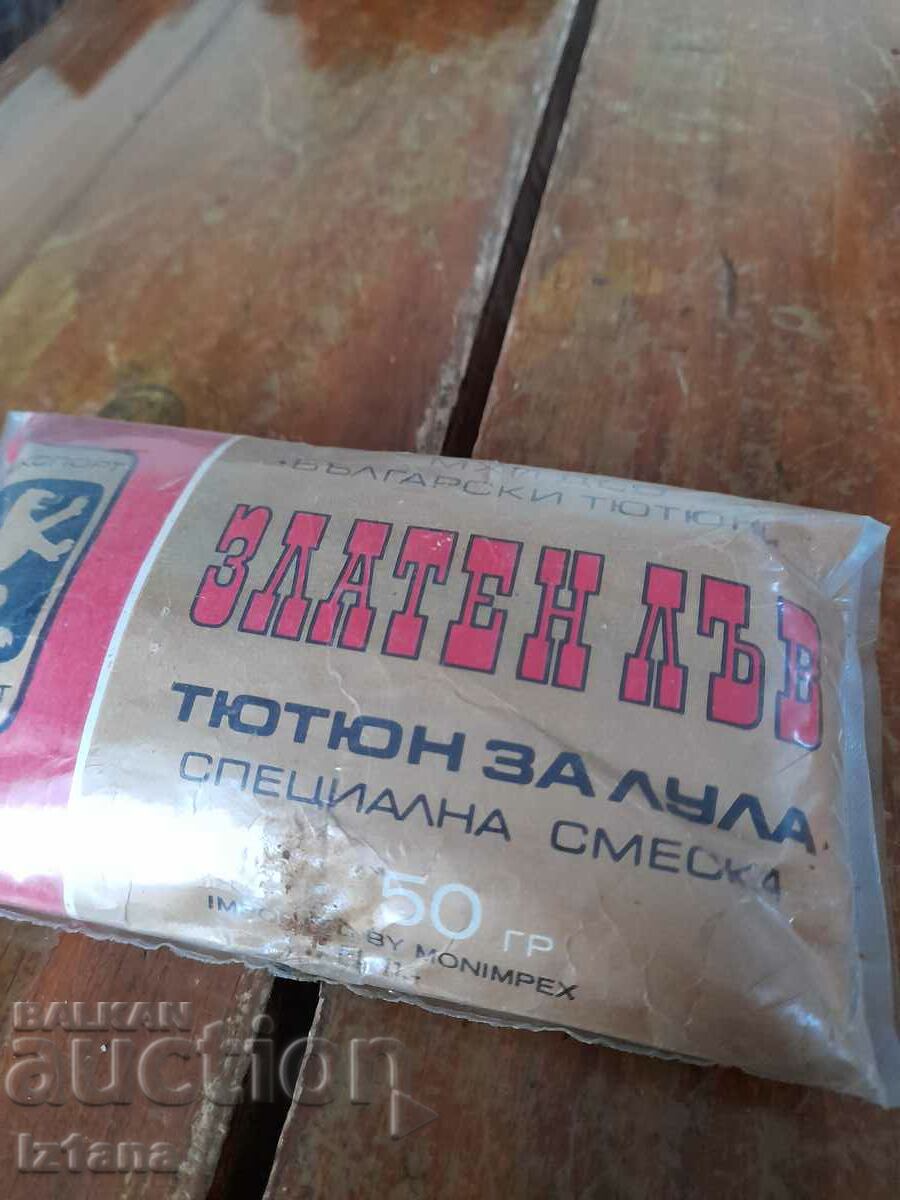 БЪЛГАРСКИ ТЮТЮН
ЗЛАТЕН ЛЪВ
ТЮТЮН ЗА ЛУЛА
СПЕЦИАЛНА СМЕСКА
50 ГР
BY MONIMPEX
BALKAN
auction
Iztana